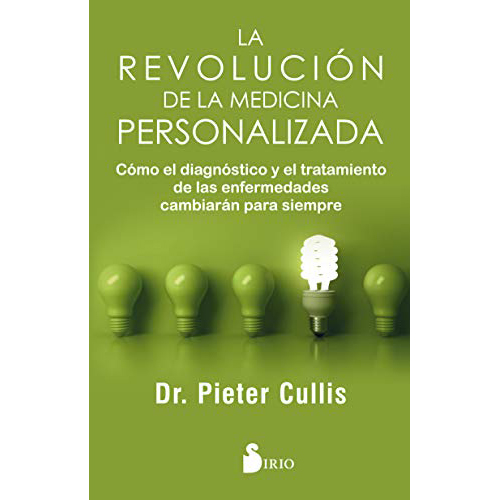 LA
REVOLUCIÓN
DE LA MEDICINA
PERSONALIZADA
Cómo el diagnóstico y el tratamiento
de las enfermedades
cambiarán para siempre
Dr. Pieter Cullis
SIRIO